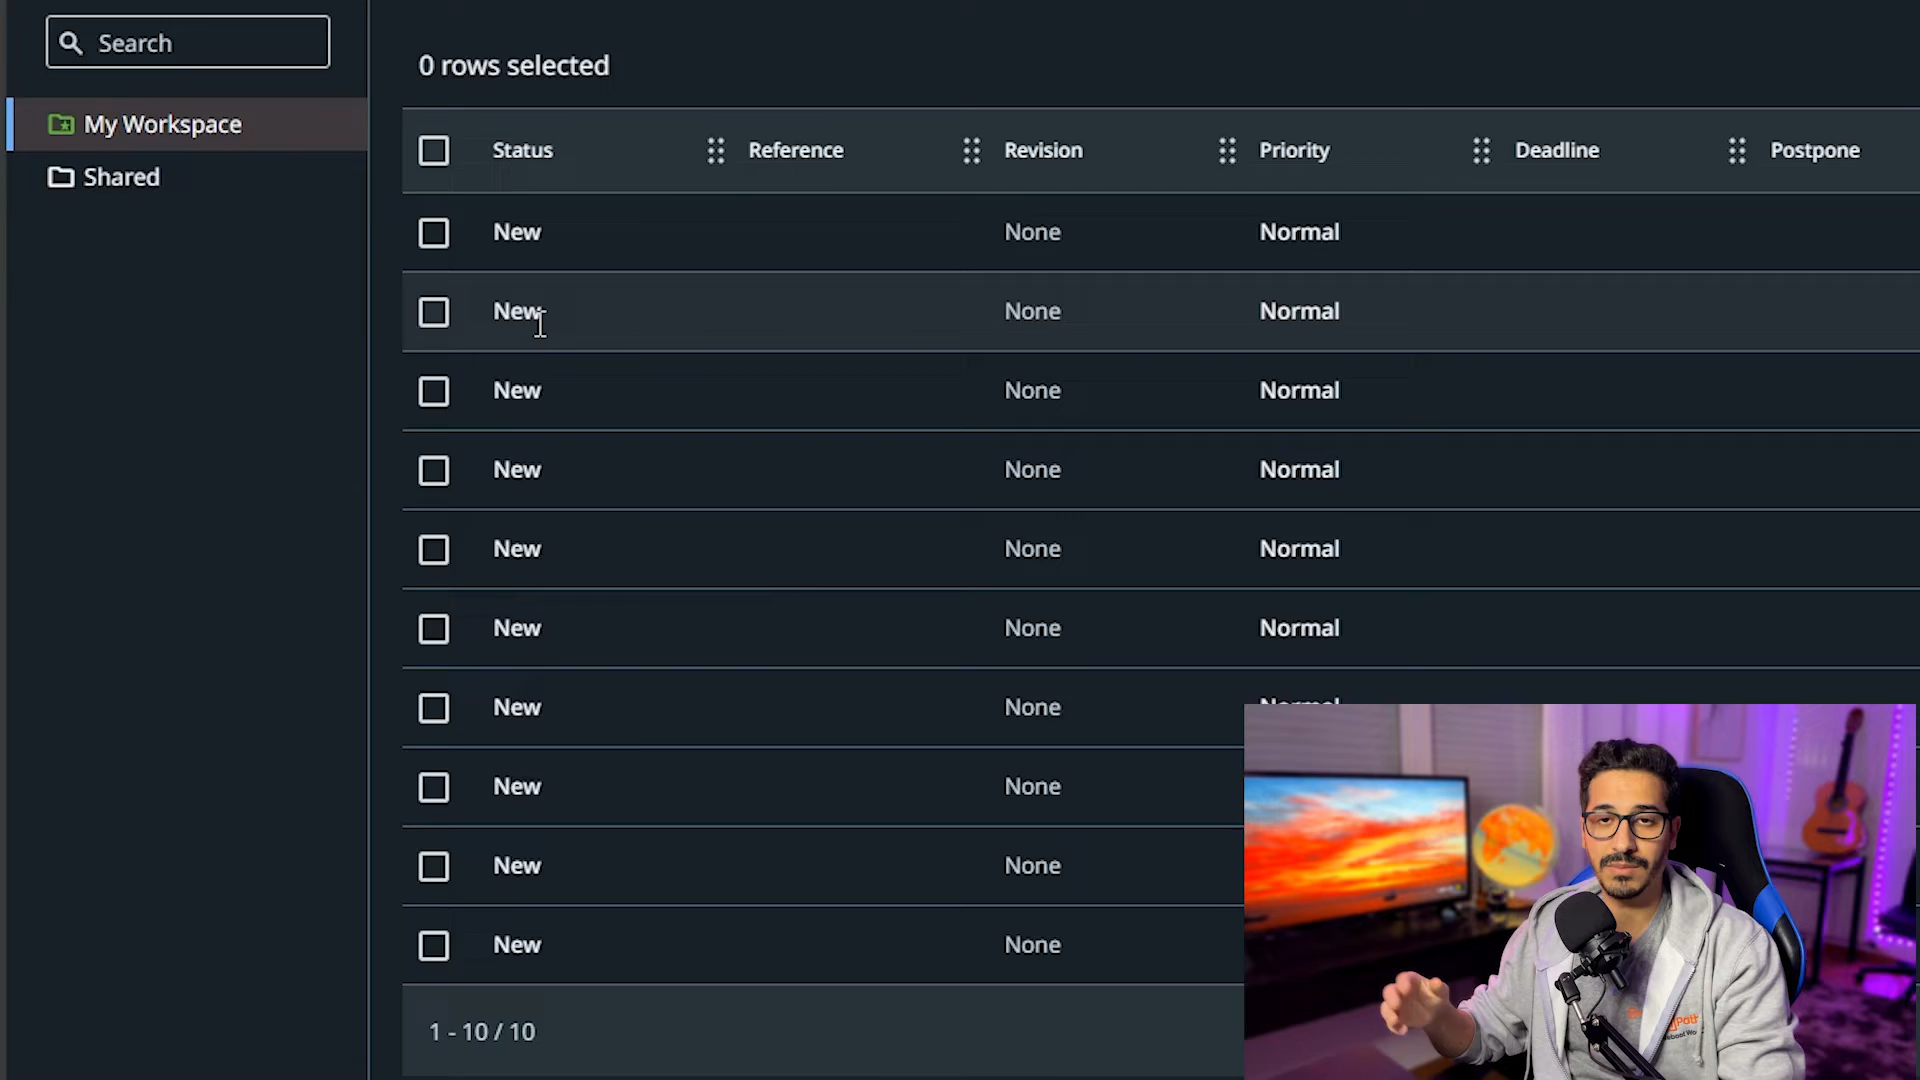 Search
0 rows selected
My Workspace
Shared
Status Reference Revision Priority Deadline Postpone
New None Normal
New None Normal
New None Normal
New None Normal
New None Normal
New None Normal
New None Normal
New None
New None
New None
1 - 10 / 10